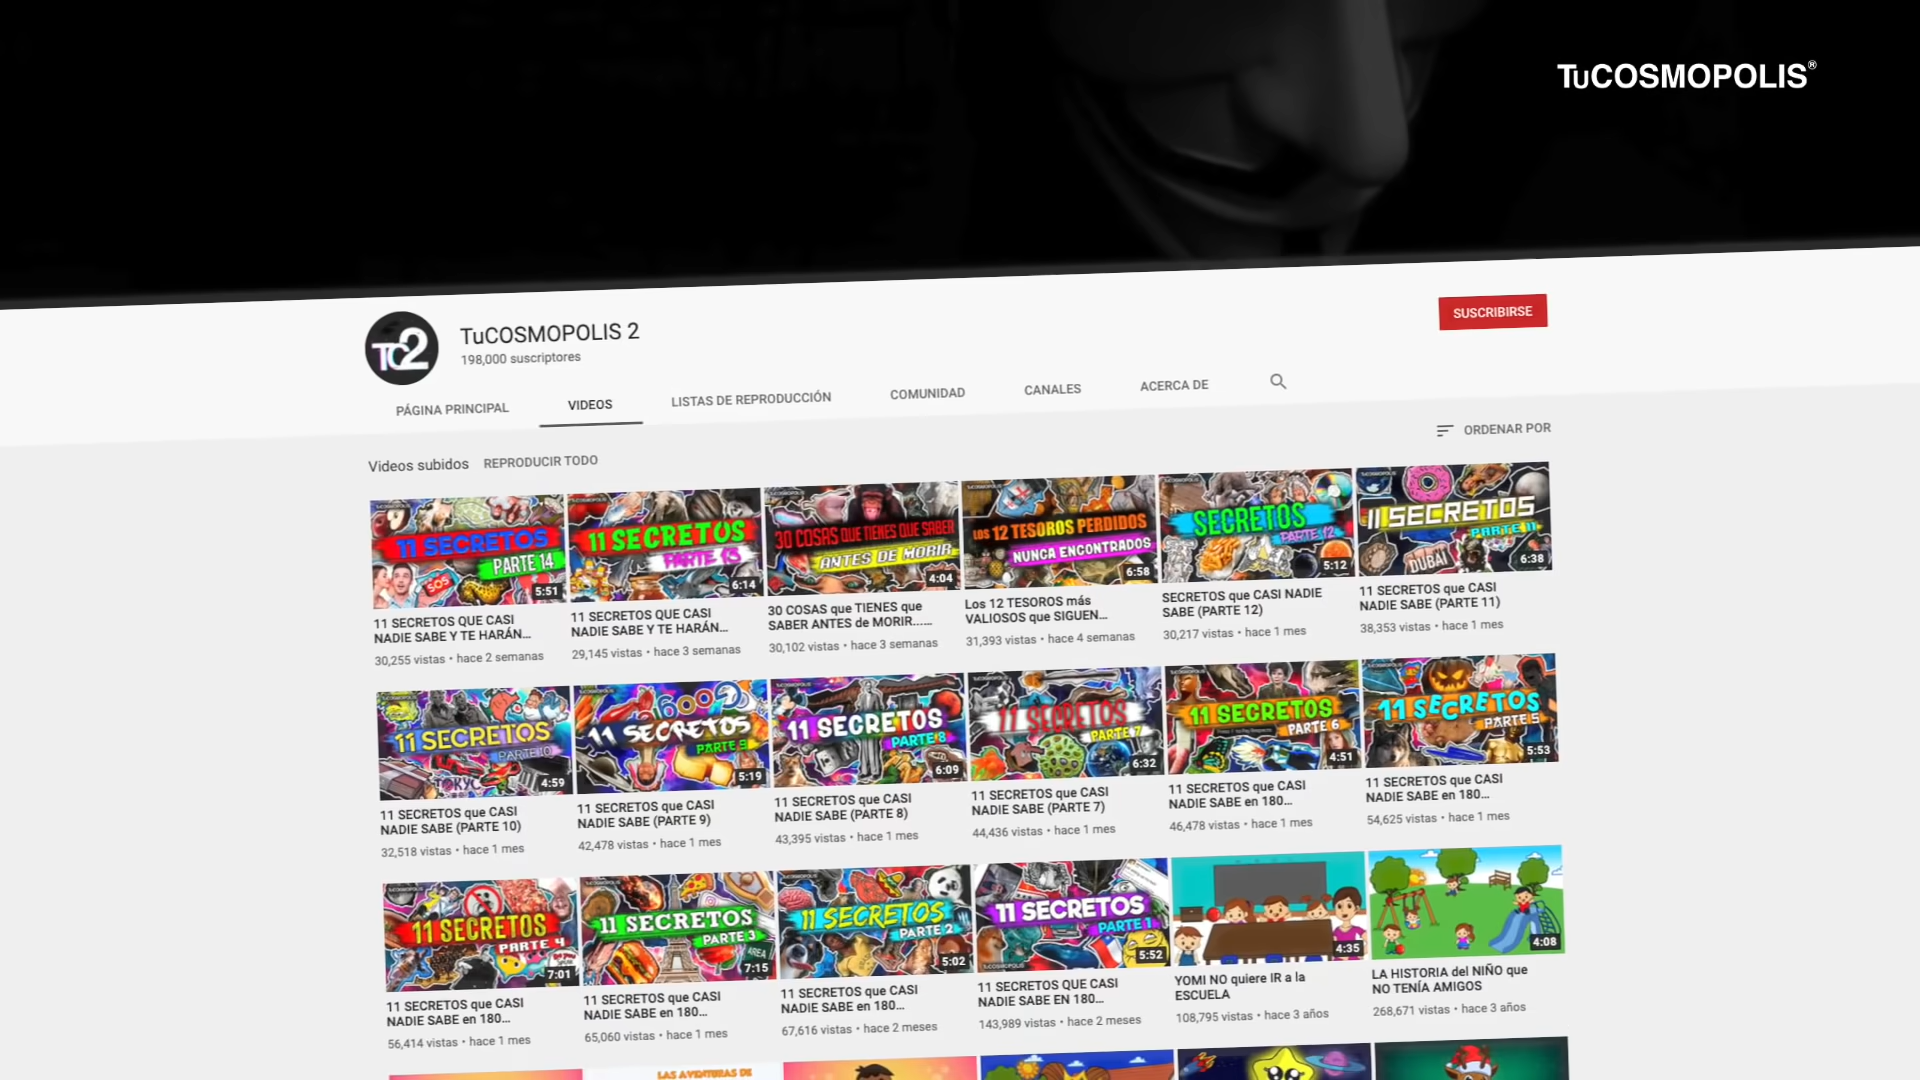 TuCOSMOPOLIS®
TC2
TuCOSMOPOLIS 2
198,000 suscriptores
SUSCRIBIRSE
PÁGINA PRINCIPAL
VIDEOS
LISTAS DE REPRODUCCIÓN
COMUNIDAD
CANALES
ACERCA DE
Videos subidos
REPRODUCIR TODO
ORDENAR POR
11 SECRETOS
PARTE 14
SOS
5:51
11 SECRETOS QUE CASI
NADIE SABE Y TE HARÁN...
30,255 vistas • hace 2 semanas
11 SECRETOS
PARTE 13
6:14
11 SECRETOS QUE CASI
NADIE SABE Y TE HARÁN...
29,145 vistas • hace 3 semanas
30 COSAS QUE TIENES QUE SABER
ANTES DE MORIR
4:04
30 COSAS que TIENES que
SABER ANTES de MORIR......
30,102 vistas • hace 3 semanas
LOS 12 TESOROS PERDIDOS
NUNCA ENCONTRADOS
6:58
Los 12 TESOROS más
VALIOSOS que SIGUEN...
31,393 vistas • hace 4 semanas
SECRETOS
PARTE 12
5:12
SECRETOS que CASI NADIE
SABE (PARTE 12)
30,217 vistas • hace 1 mes
11 SECRETOS
PARTE 11
DUBAI
6:38
11 SECRETOS que CASI
NADIE SABE (PARTE 11)
38,353 vistas • hace 1 mes
11 SECRETOS
PARTE 10
TOKYO
4:59
11 SECRETOS que CASI
NADIE SABE (PARTE 10)
32,518 vistas • hace 1 mes
11 SECRETOS
PARTE 9
5:19
11 SECRETOS que CASI
NADIE SABE (PARTE 9)
42,478 vistas • hace 1 mes
11 SECRETOS
PARTE 8
6:09
11 SECRETOS que CASI
NADIE SABE (PARTE 8)
43,395 vistas • hace 1 mes
11 SECRETOS
PARTE 7
6:32
11 SECRETOS que CASI
NADIE SABE (PARTE 7)
44,436 vistas • hace 1 mes
11 SECRETOS
PARTE 6
4:51
11 SECRETOS que CASI
NADIE SABE en 180...
46,478 vistas • hace 1 mes
11 SECRETOS
PARTE 5
5:53
11 SECRETOS que CASI
NADIE SABE en 180...
54,625 vistas • hace 1 mes
11 SECRETOS
PARTE 4
7:01
11 SECRETOS que CASI
NADIE SABE en 180...
56,414 vistas • hace 1 mes
11 SECRETOS
PARTE 3
AREA
7:15
11 SECRETOS que CASI
NADIE SABE en 180...
65,060 vistas • hace 1 mes
11 SECRETOS
PARTE 2
5:02
11 SECRETOS que CASI
NADIE SABE en 180...
67,616 vistas • hace 2 meses
11 SECRETOS
PARTE 1
5:52
11 SECRETOS QUE CASI
NADIE SABE EN 180...
143,989 vistas • hace 2 meses
4:35
YOMI NO quiere IR a la
ESCUELA
108,795 vistas • hace 3 años
4:08
LA HISTORIA del NIÑO que
NO TENÍA AMIGOS
268,671 vistas • hace 3 años
LAS AVENTURAS DE